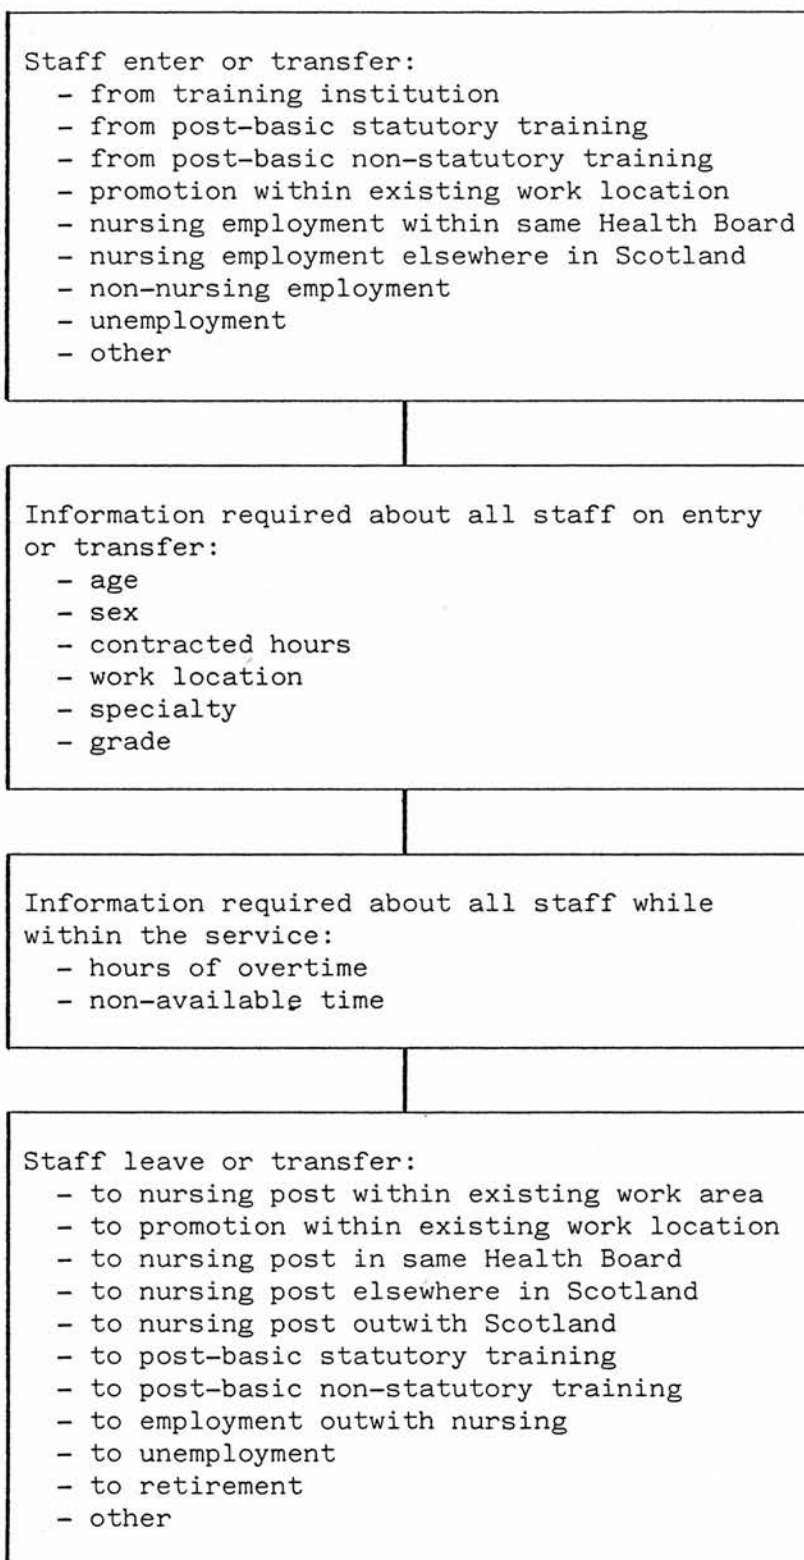 Staff enter or transfer:
- from training institution
- from post-basic statutory training
- from post-basic non-statutory training
- promotion within existing work location
- nursing employment within same Health Board
- nursing employment elsewhere in Scotland
- non-nursing employment
- unemployment
- other
Information required about all staff on entry
or transfer:
- age
- sex
- contracted hours
- work location
- specialty
- grade
Information required about all staff while
within the service:
- hours of overtime
- non-available time
Staff leave or transfer:
- to nursing post within existing work area
- to promotion within existing work location
- to nursing post in same Health Board
- to nursing post elsewhere in Scotland
- to nursing post outwith Scotland
- to post-basic statutory training
- to post-basic non-statutory training
- to employment outwith nursing
- to unemployment
- to retirement
- other